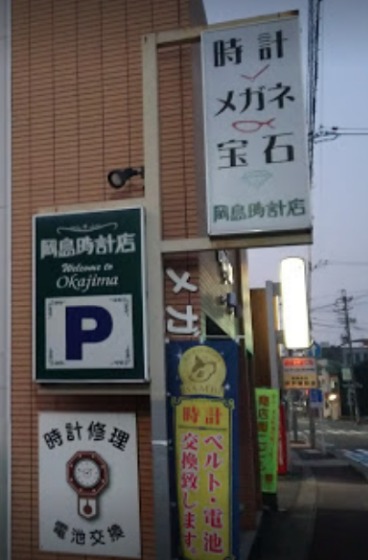 時計
メガネ
宝石
岡島時計店
岡島時計店
Welcome to
Okajima
P
メガ
時計修理
電池交換
時計
ベルト・電池
交換致します。